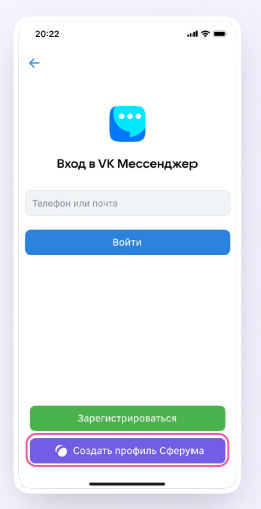 20:22
Вход в VK Мессенджер
Телефон или почта
Войти
Зарегистрироваться
Создать профиль Сферума